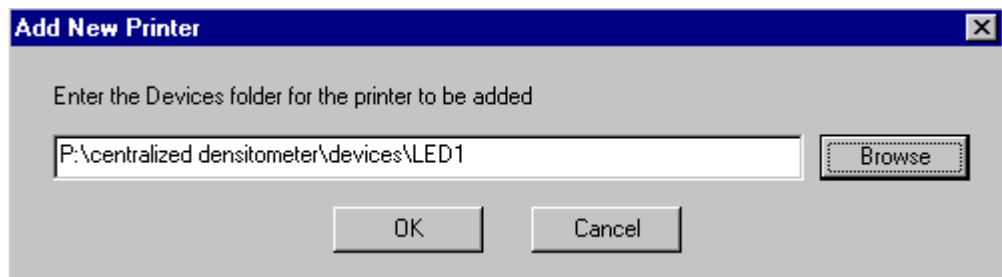 Add New Printer
Enter the Devices folder for the printer to be added
P:\centralized densitometer\devices\LED1
Browse
OK
Cancel